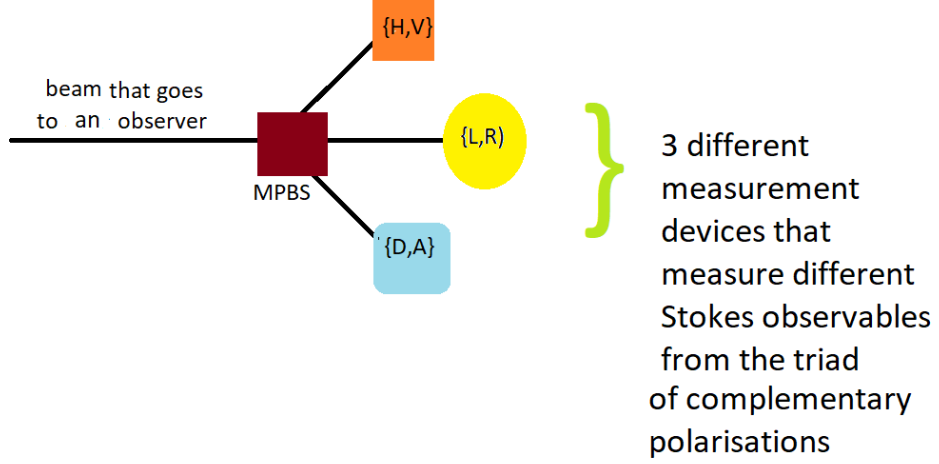 {H,V}
beam that goes
to an observer
{L,R)
MPBS
{D,A}
3 different
measurement
devices that
measure different
Stokes observables
from the triad
of complementary
polarisations